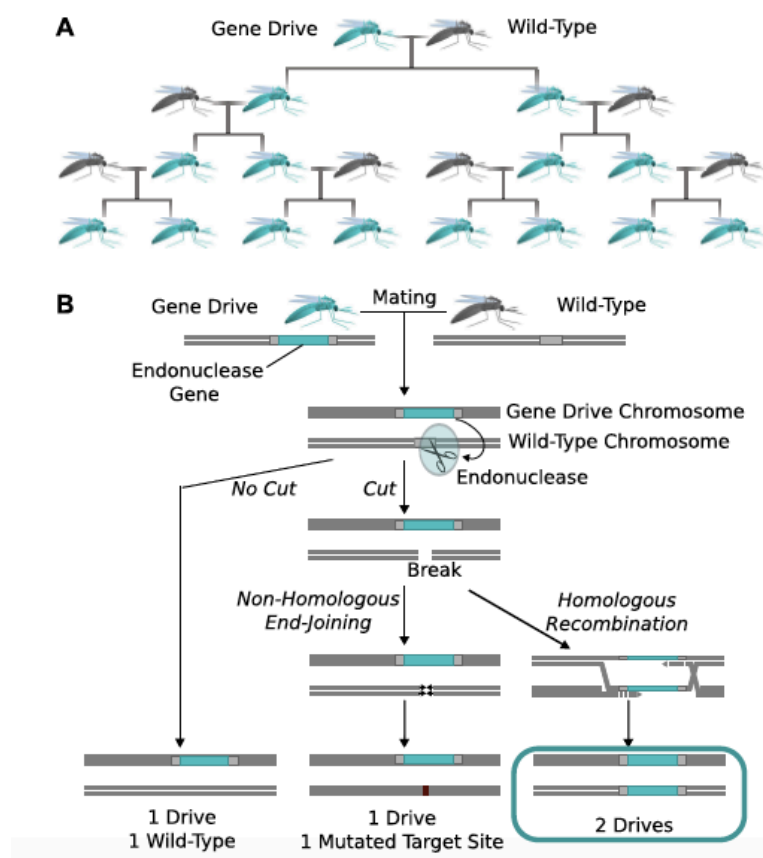 A
Gene Drive
Wild-Type
B
Gene Drive
Mating
Wild-Type
Endonuclease
Gene
Gene Drive Chromosome
Wild-Type Chromosome
Endonuclease
No Cut
Cut
Break
Non-Homologous
End-Joining
Homologous
Recombination
1 Drive
1 Wild-Type
1 Drive
1 Mutated Target Site
2 Drives